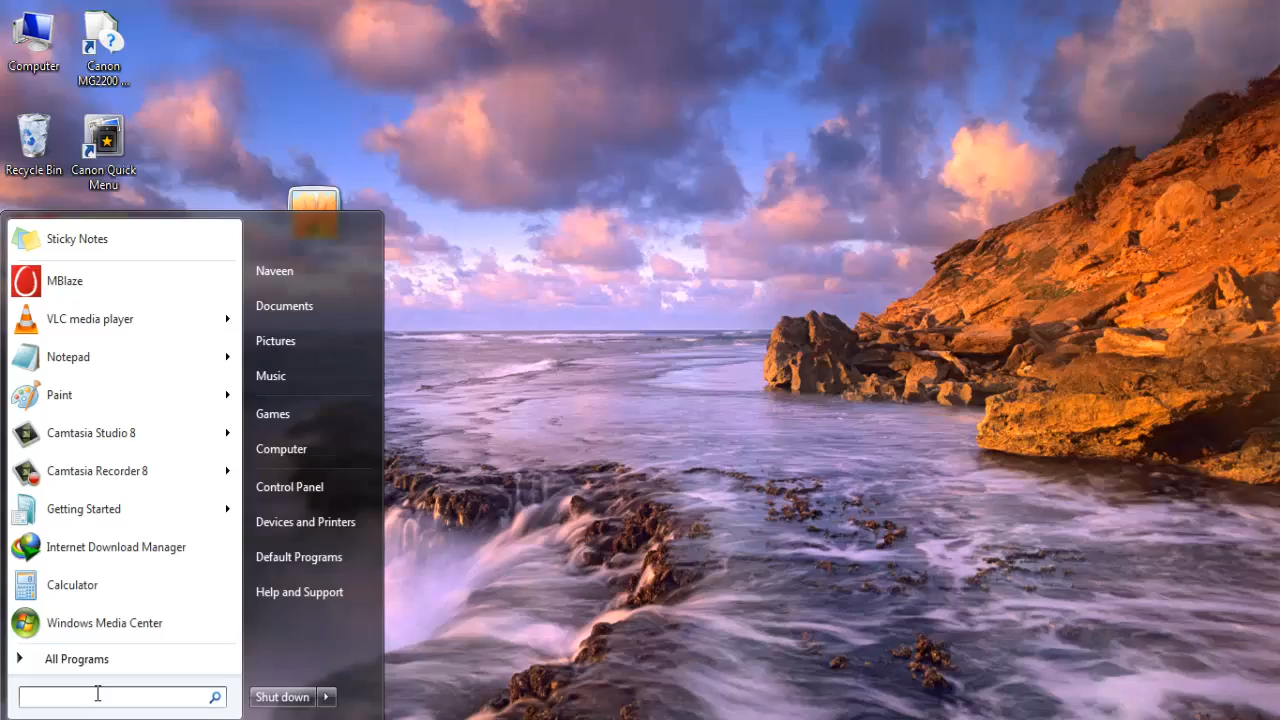 Computer
Canon
MG2200 ...
Recycle Bin
Canon Quick
Menu
Sticky Notes
MBlaze
VLC media player
Notepad
Paint
Camtasia Studio 8
Camtasia Recorder 8
Getting Started
Internet Download Manager
Calculator
Windows Media Center
All Programs
Naveen
Documents
Pictures
Music
Games
Computer
Control Panel
Devices and Printers
Default Programs
Help and Support
Shut down